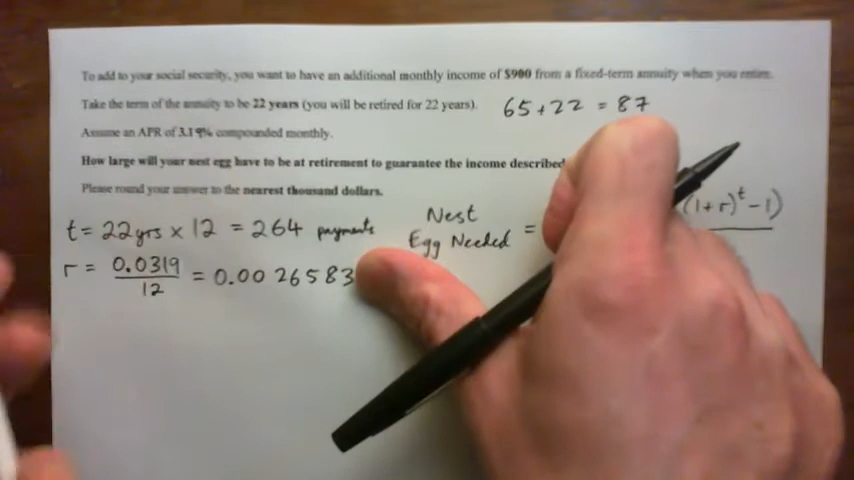 To add to your social security, you want to have an additional monthly income of $900 from a fixed-term annuity when you retire.
Take the term of the annuity to be 22 years (you will be retired for 22 years). 65+22 = 87
Assume an APR of 3.19% compounded monthly.
How large will your nest egg have to be at retirement to guarantee the income described
Please round your answer to the nearest thousand dollars.
t = 22yrs x 12 = 264 payments
Nest Egg Needed = (1+r)^t - 1)
r = 0.0319/12 = 0.0026583